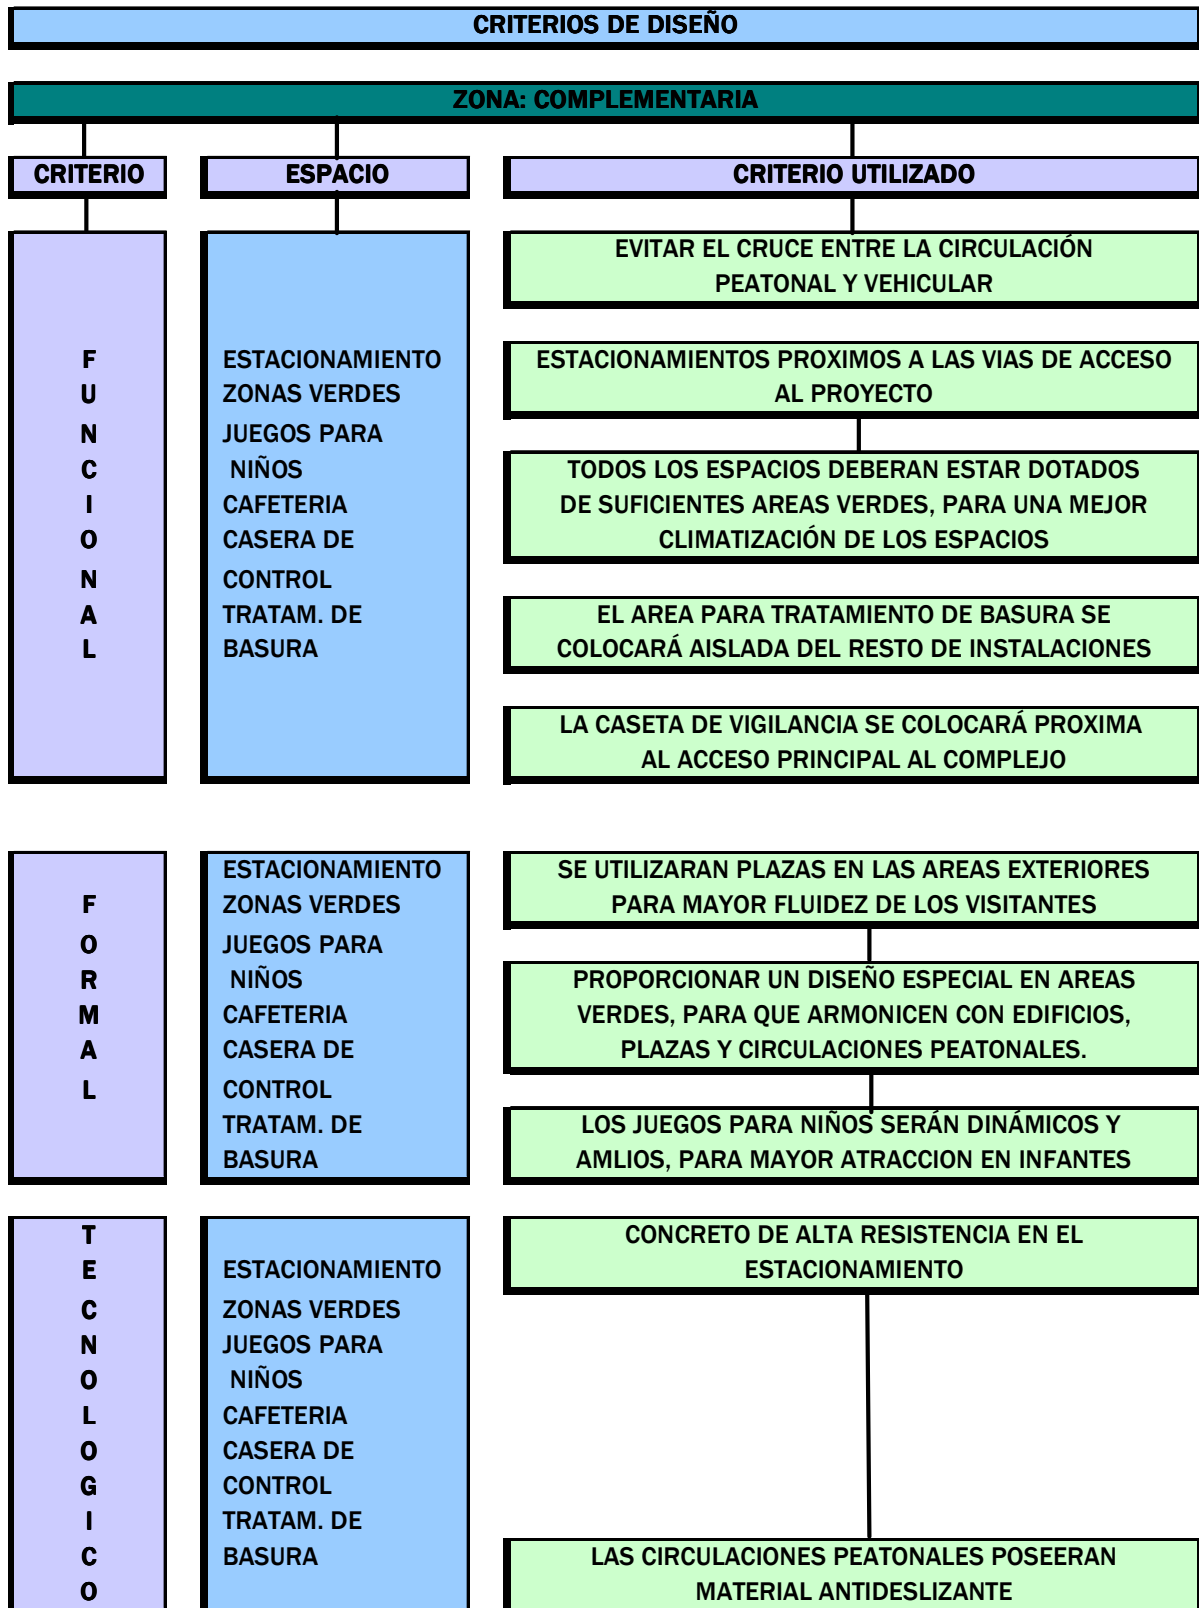 CRITERIOS DE DISEÑO
ZONA: COMPLEMENTARIA
CRITERIO
ESPACIO
CRITERIO UTILIZADO
FUNCIONAL
ESTACIONAMIENTO
ZONAS VERDES
JUEGOS PARA
NIÑOS
CAFETERIA
CASERA DE
CONTROL
TRATAM. DE
BASURA
EVITAR EL CRUCE ENTRE LA CIRCULACIÓN
PEATONAL Y VEHICULAR
ESTACIONAMIENTOS PROXIMOS A LAS VIAS DE ACCESO
AL PROYECTO
TODOS LOS ESPACIOS DEBERAN ESTAR DOTADOS
DE SUFICIENTES AREAS VERDES, PARA UNA MEJOR
CLIMATIZACIÓN DE LOS ESPACIOS
EL AREA PARA TRATAMIENTO DE BASURA SE
COLOCARÁ AISLADA DEL RESTO DE INSTALACIONES
LA CASETA DE VIGILANCIA SE COLOCARÁ PROXIMA
AL ACCESO PRINCIPAL AL COMPLEJO
FORMAL
ESTACIONAMIENTO
ZONAS VERDES
JUEGOS PARA
NIÑOS
CAFETERIA
CASERA DE
CONTROL
TRATAM. DE
BASURA
SE UTILIZARAN PLAZAS EN LAS AREAS EXTERIORES
PARA MAYOR FLUIDEZ DE LOS VISITANTES
PROPORCIONAR UN DISEÑO ESPECIAL EN AREAS
VERDES, PARA QUE ARMONICEN CON EDIFICIOS,
PLAZAS Y CIRCULACIONES PEATONALES.
LOS JUEGOS PARA NIÑOS SERÁN DINÁMICOS Y
AMLIOS, PARA MAYOR ATRACCION EN INFANTES
TECNOLOGICO
ESTACIONAMIENTO
ZONAS VERDES
JUEGOS PARA
NIÑOS
CAFETERIA
CASERA DE
CONTROL
TRATAM. DE
BASURA
CONCRETO DE ALTA RESISTENCIA EN EL
ESTACIONAMIENTO
LAS CIRCULACIONES PEATONALES POSEERAN
MATERIAL ANTIDESLIZANTE